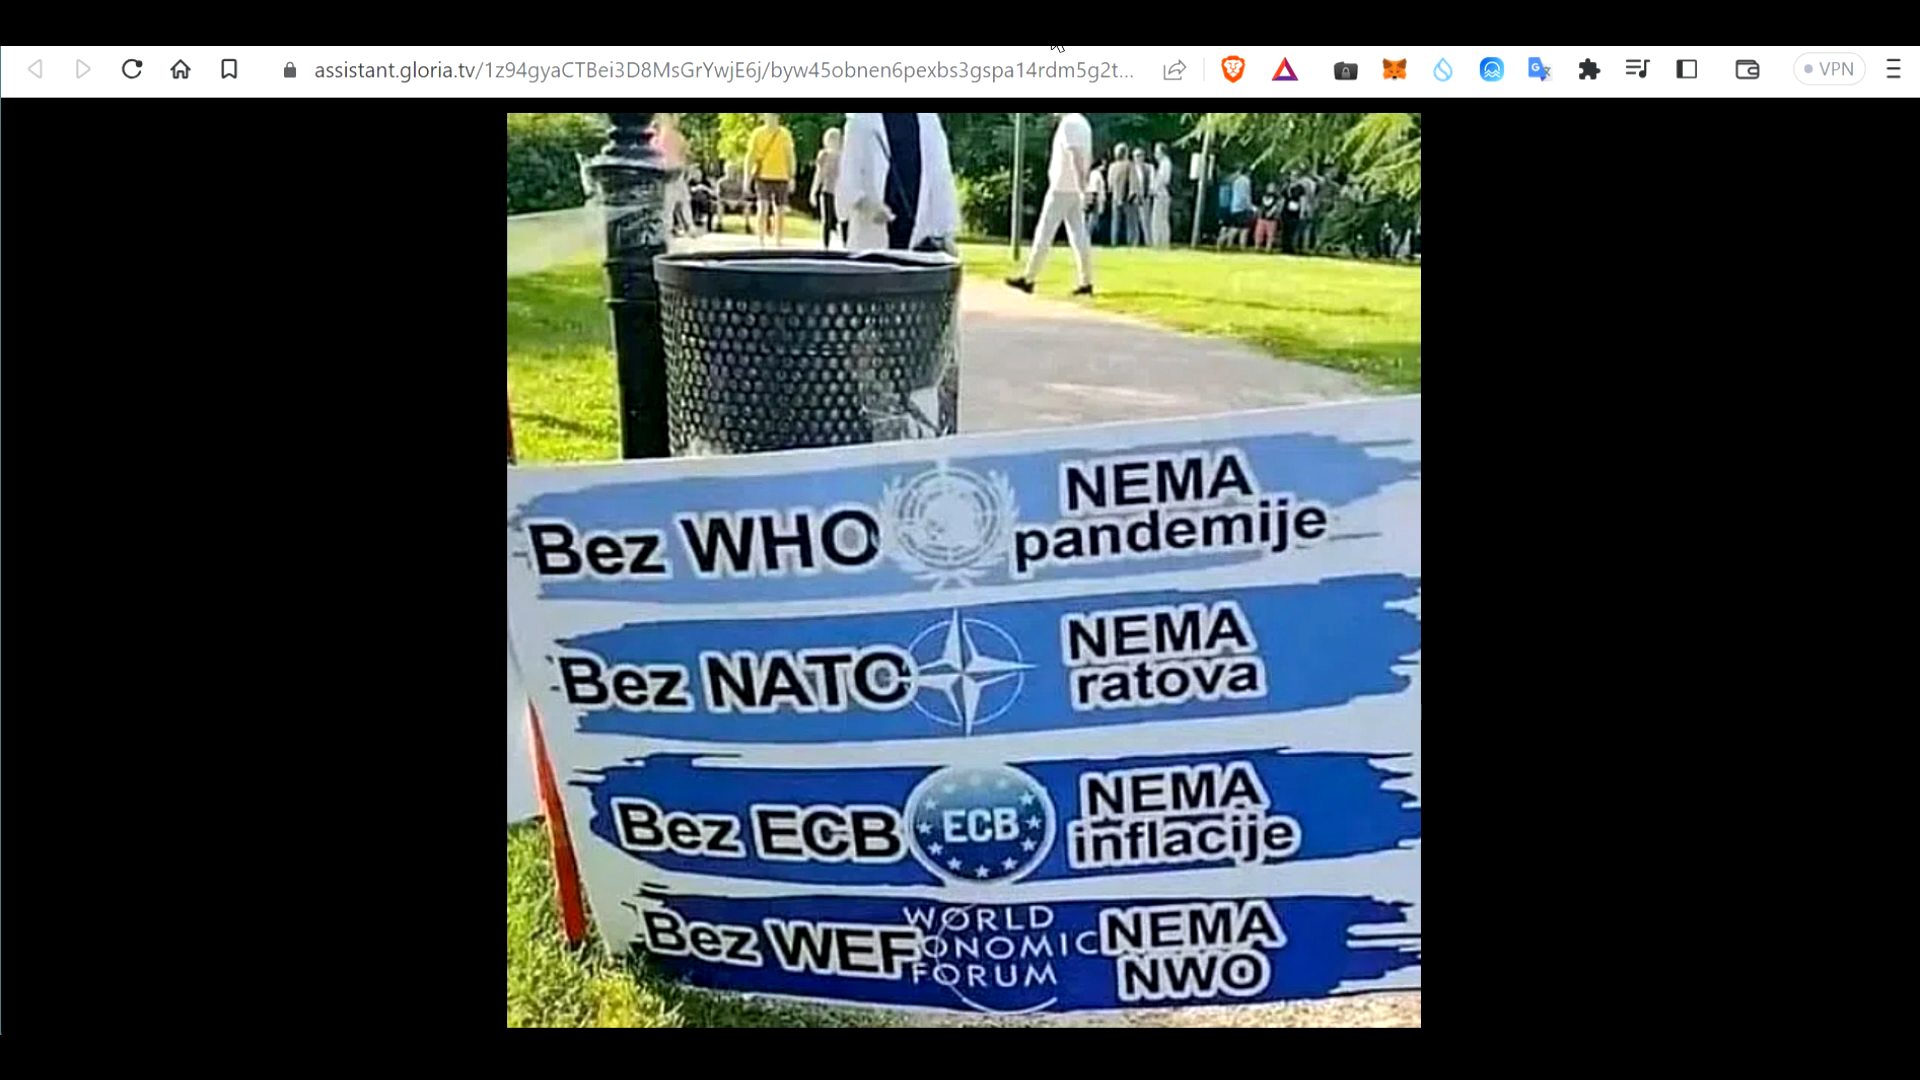 assistant.gloria.tv/1z94gyaCTBei3D8MsGrYwjE6j/byw45obnen6pexbs3gspa14rdm5g2t...
VPN
Bez WHO
NEMA
pandemije
Bez NATO
NEMA
ratova
Bez ECB
ECB
NEMA
inflacije
Bez WEF
WORLD
ONOMIC
FORUM
NEMA
NWO